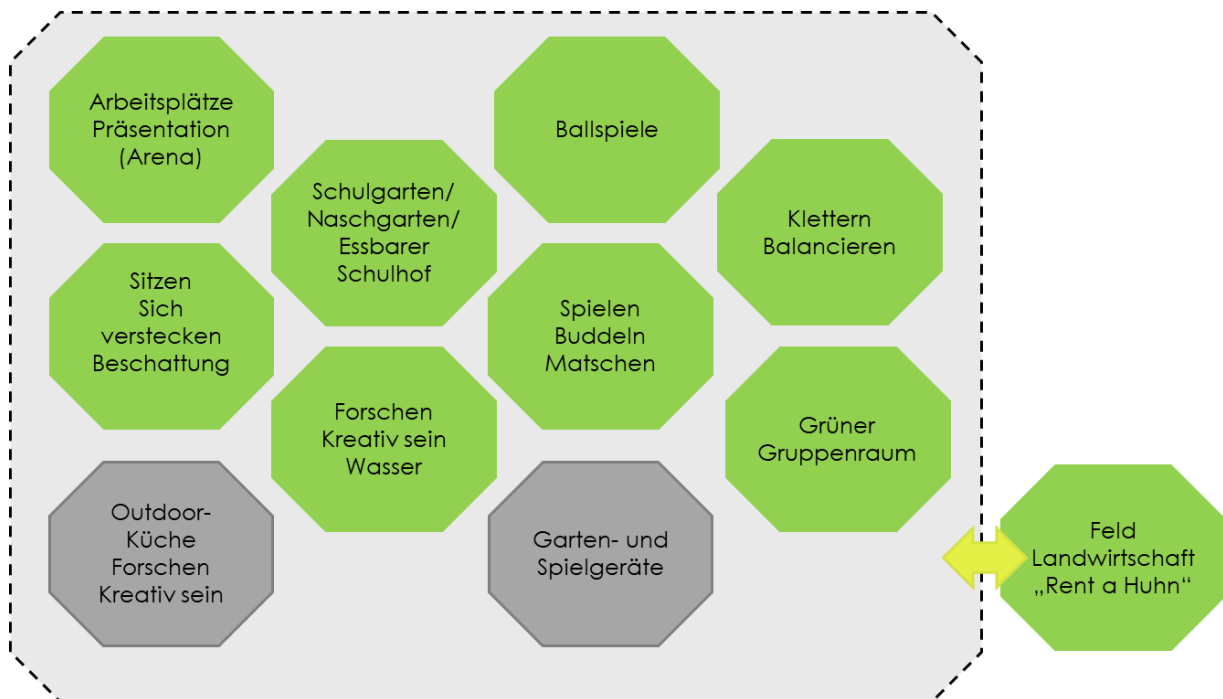 Arbeitsplätze
Präsentation
(Arena)
Ballspiele
Schulgarten/
Naschgarten/
Essbarer
Schulhof
Klettern
Balancieren
Sitzen
Sich
verstecken
Beschattung
Spielen
Buddeln
Matschen
Forschen
Kreativ sein
Wasser
Grüner
Gruppenraum
Outdoor-
Küche
Forschen
Kreativ sein
Garten- und
Spielgeräte
Feld
Landwirtschaft
„Rent a Huhn“